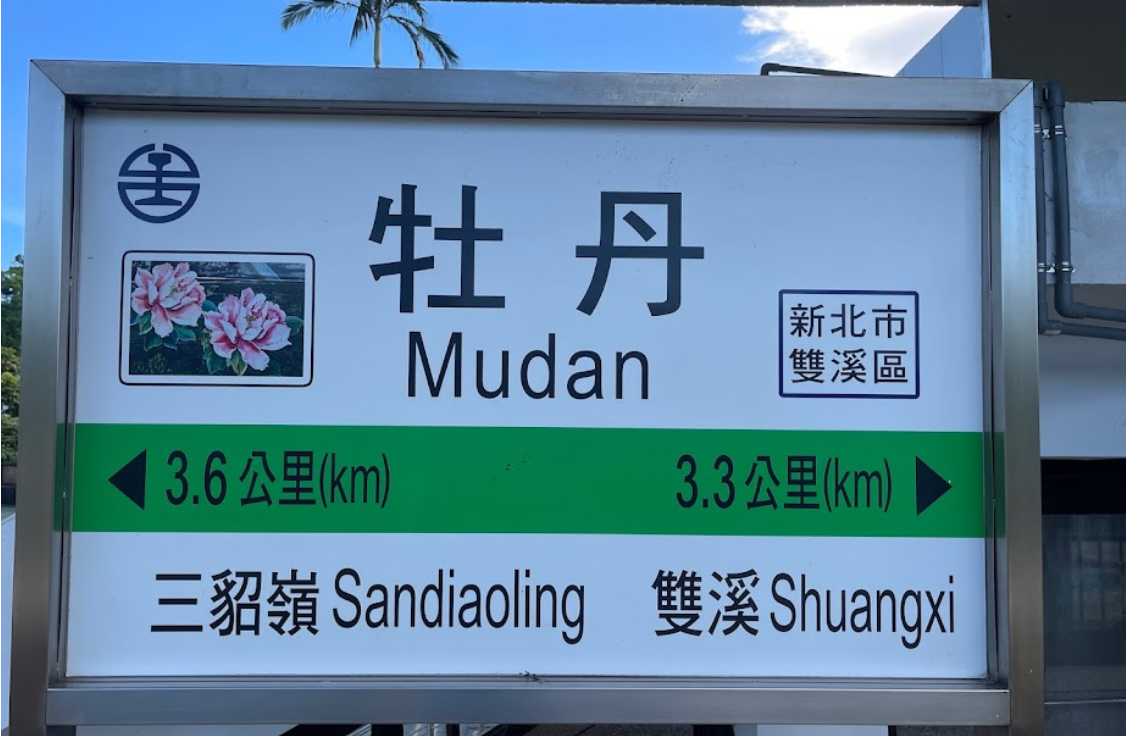 牡丹
Mudan
新北市
雙溪區
3.6公里(km)
3.3公里(km)
三貂嶺 Sandiaoling
雙溪 Shuangxi